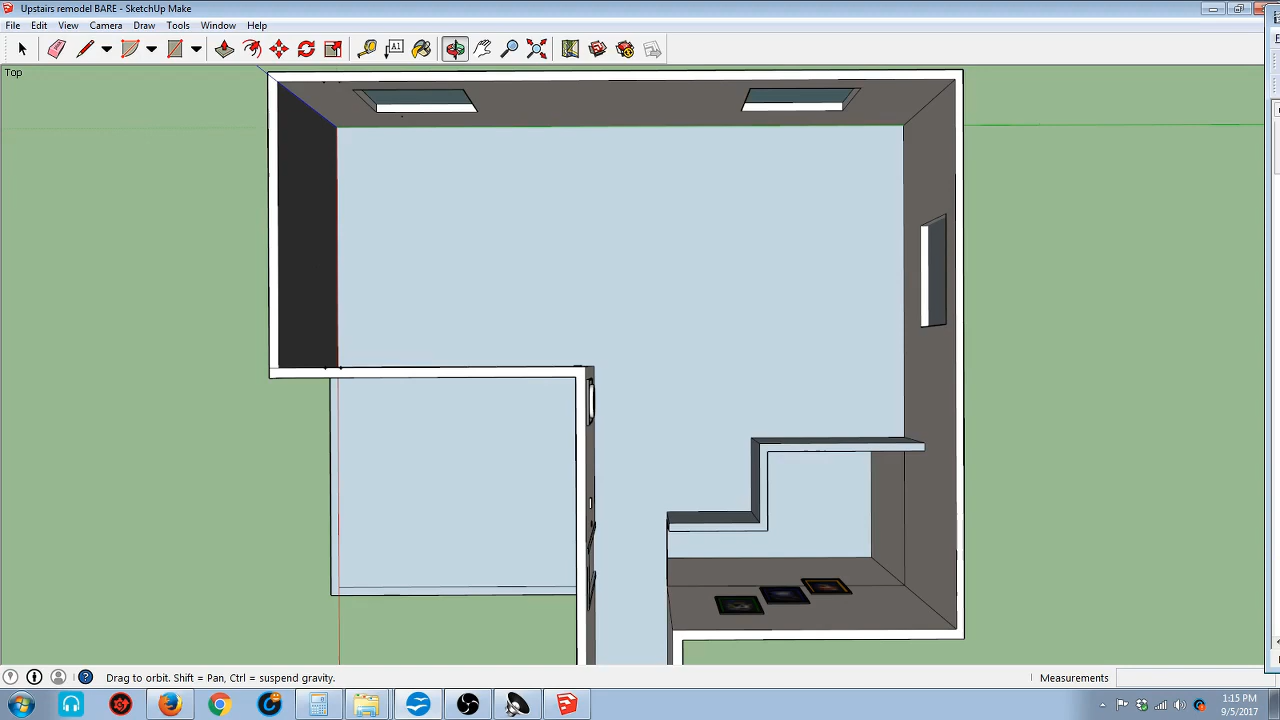 Upstairs remodel BARE - SketchUp Make
File Edit View Camera Draw Tools Window Help
A1
Top
Drag to orbit. Shift = Pan, Ctrl = suspend gravity.
Measurements
1:15 PM
9/5/2017